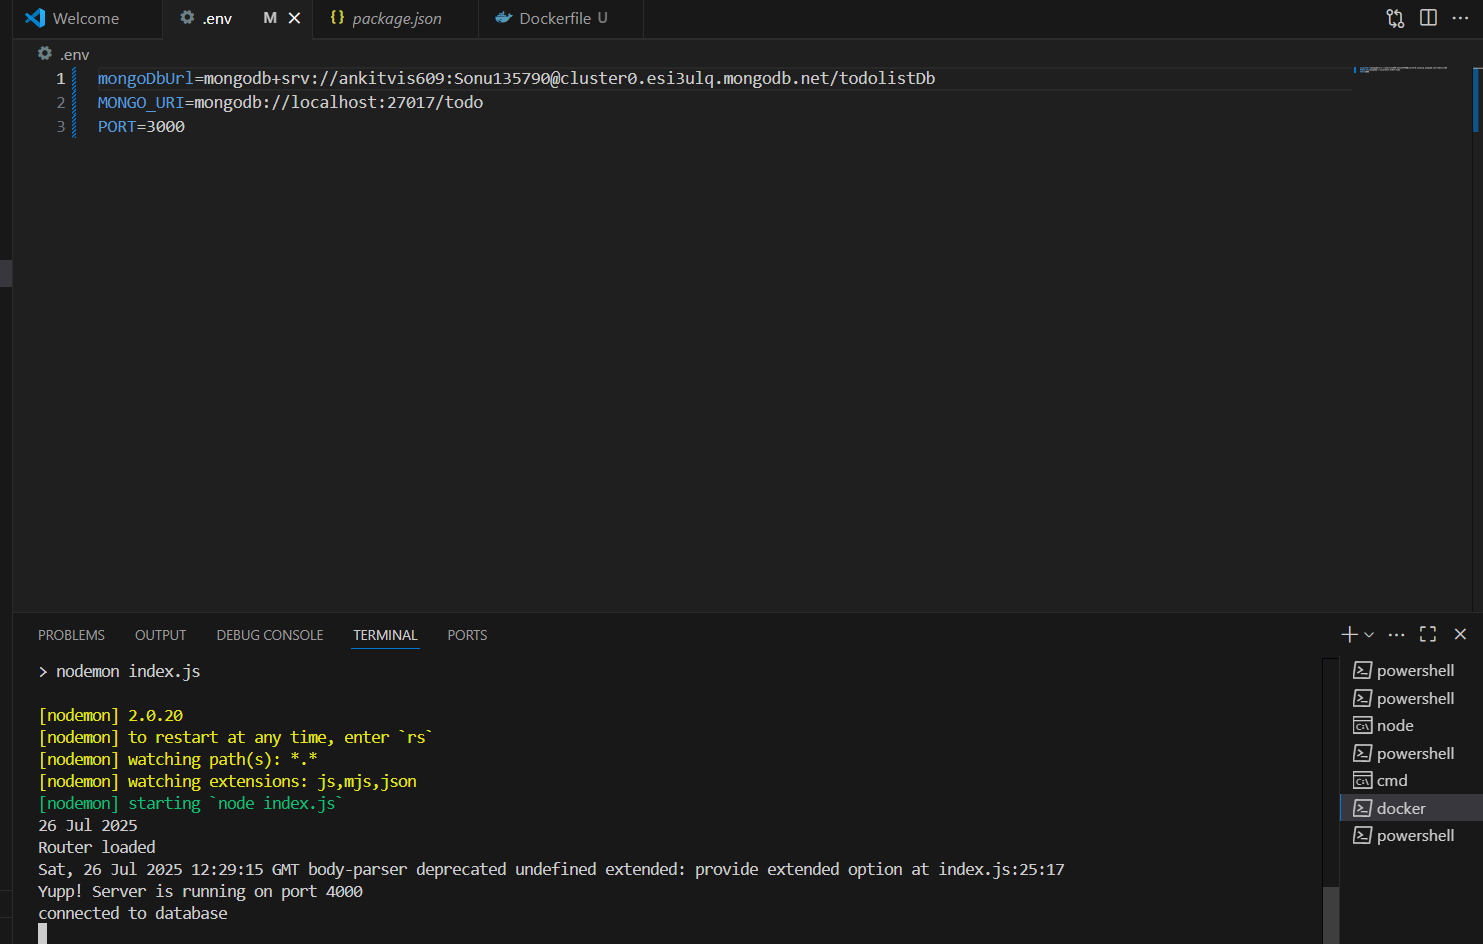 Welcome
.env M
{} package.json
Dockerfile U
.env
1 mongoDbUrl=mongodb+srv://ankitvis609:Sonu135790@cluster0.esi3ulq.mongodb.net/todolistDb
2 MONGO_URI=mongodb://localhost:27017/todo
3 PORT=3000
PROBLEMS OUTPUT DEBUG CONSOLE TERMINAL PORTS
> nodemon index.js
[nodemon] 2.0.20
[nodemon] to restart at any time, enter `rs`
[nodemon] watching path(s): *.*
[nodemon] watching extensions: js,mjs,json
[nodemon] starting `node index.js`
26 Jul 2025
Router loaded
Sat, 26 Jul 2025 12:29:15 GMT body-parser deprecated undefined extended: provide extended option at index.js:25:17
Yupp! Server is running on port 4000
connected to database
powershell
powershell
node
powershell
cmd
docker
powershell